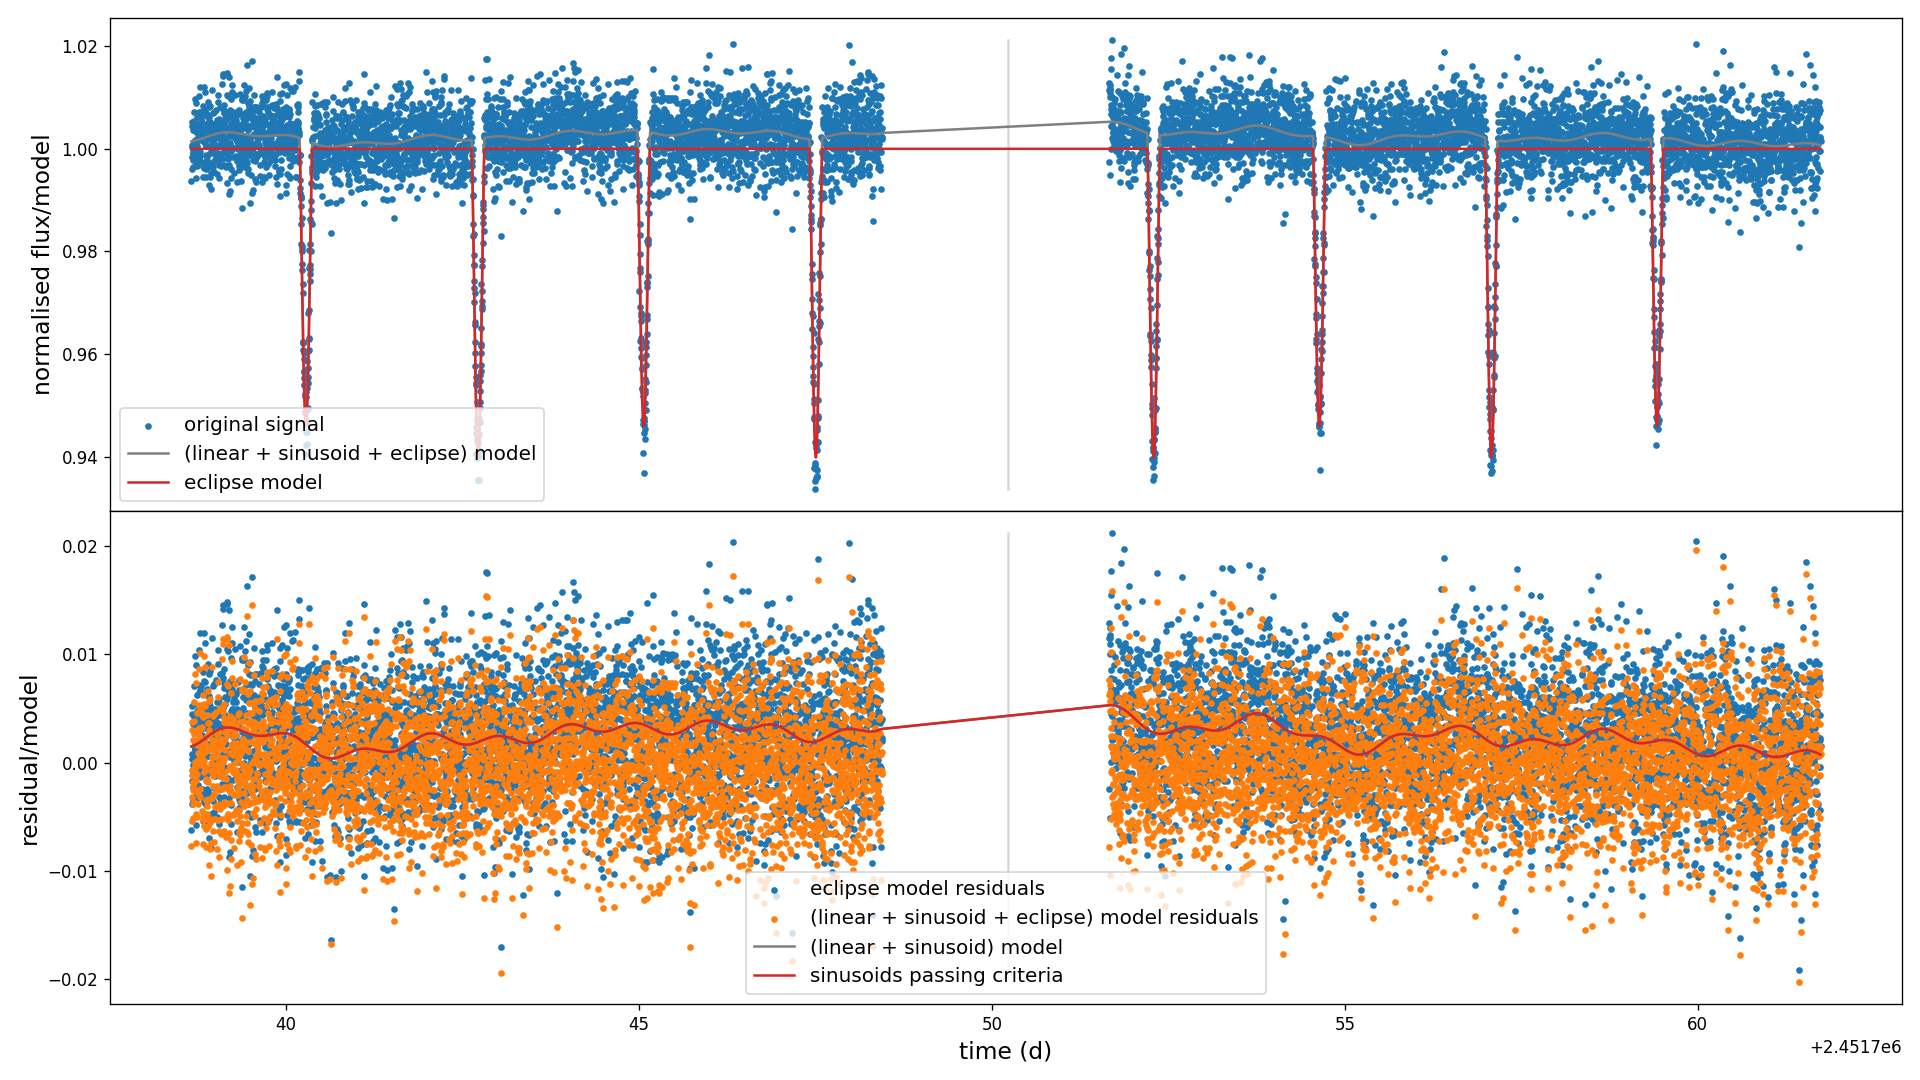 1.02
1.00
0.98
0.96
0.94
normalised flux/model
original signal
(linear + sinusoid + eclipse) model
eclipse model
0.02
0.01
0.00
−0.01
−0.02
residual/model
eclipse model residuals
(linear + sinusoid + eclipse) model residuals
(linear + sinusoid) model
sinusoids passing criteria
40
45
50
55
60
time (d)
+2.4517e6